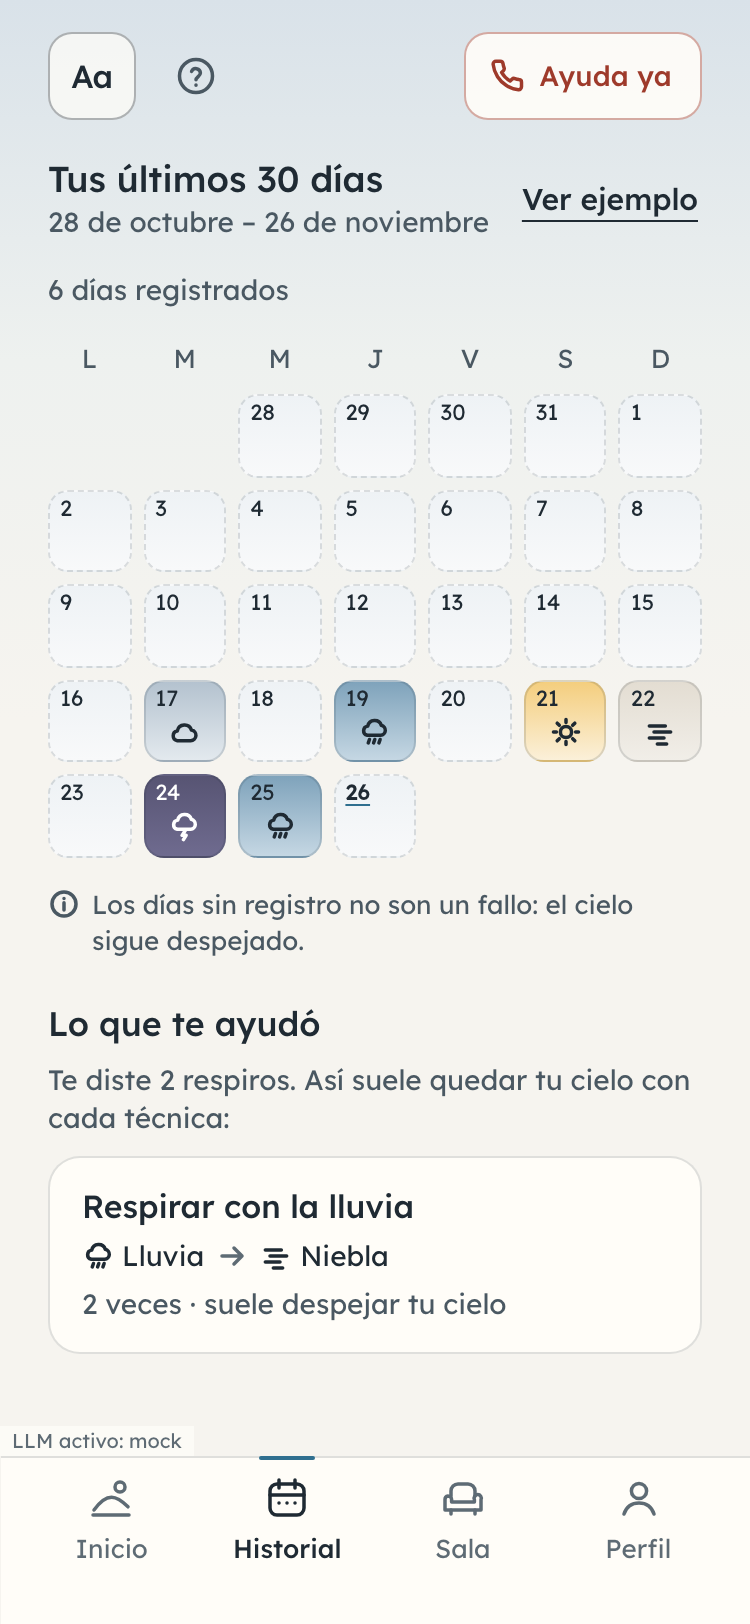 Aa
Ayuda ya
Tus últimos 30 días
28 de octubre – 26 de noviembre
Ver ejemplo
6 días registrados
L M M J V S D
28 29 30 31 1
2 3 4 5 6 7 8
9 10 11 12 13 14 15
16 17 18 19 20 21 22
23 24 25 26
Los días sin registro no son un fallo: el cielo
sigue despejado.
Lo que te ayudó
Te diste 2 respiros. Así suele quedar tu cielo con
cada técnica:
Respirar con la lluvia
Lluvia → Niebla
2 veces · suele despejar tu cielo
LLM activo: mock
Inicio Historial Sala Perfil